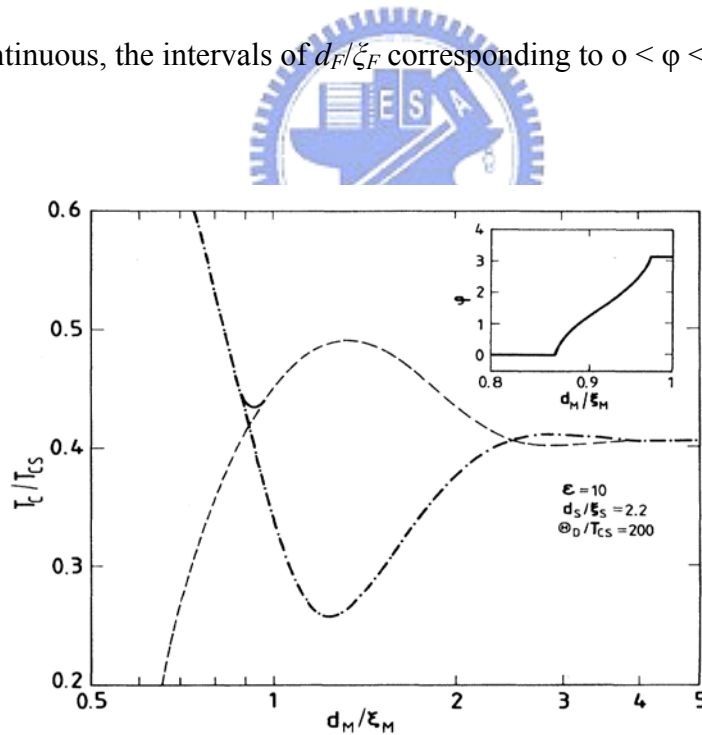 ntinuous, the intervals of d_F/ξ_F corresponding to o < φ <
E S A
0.6
0.5
0.4
0.3
0.2
T_C/T_CS
0.5
1
2
3
4
5
d_M/ξ_M
4
3
2
1
0
φ
0.8
0.9
1
d_M/ξ_M
ε = 10
d_S/ξ_S = 2.2
Θ_D/T_CS = 200